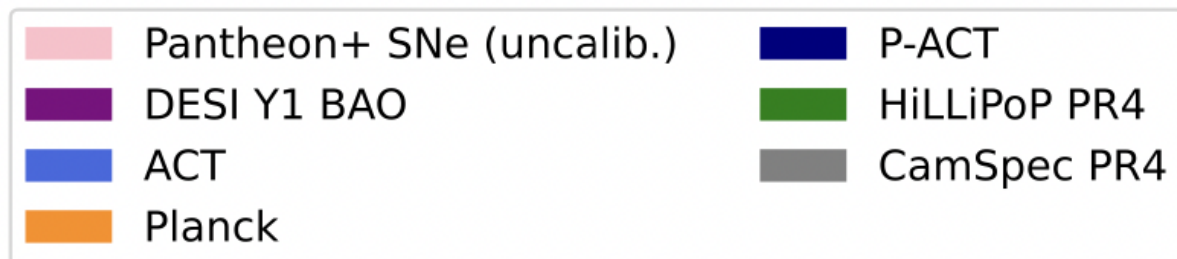 Pantheon+ SNe (uncalib.)
DESI Y1 BAO
ACT
Planck
P-ACT
HiLLiPoP PR4
CamSpec PR4